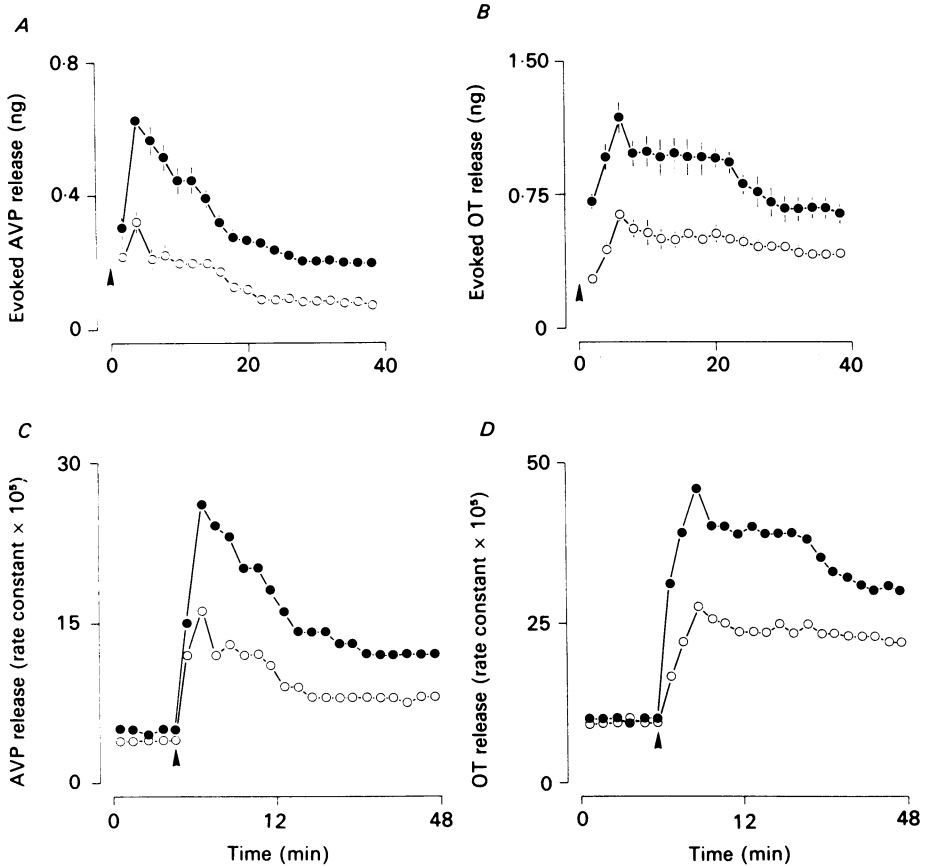 A
Evoked AVP release (ng)
0·8
0·4
0
0
20
40
B
Evoked OT release (ng)
1·50
0·75
0
0
20
40
C
AVP release (rate constant × 10⁵)
30
15
0
0
12
48
Time (min)
D
OT release (rate constant × 10⁵)
50
25
0
0
12
48
Time (min)